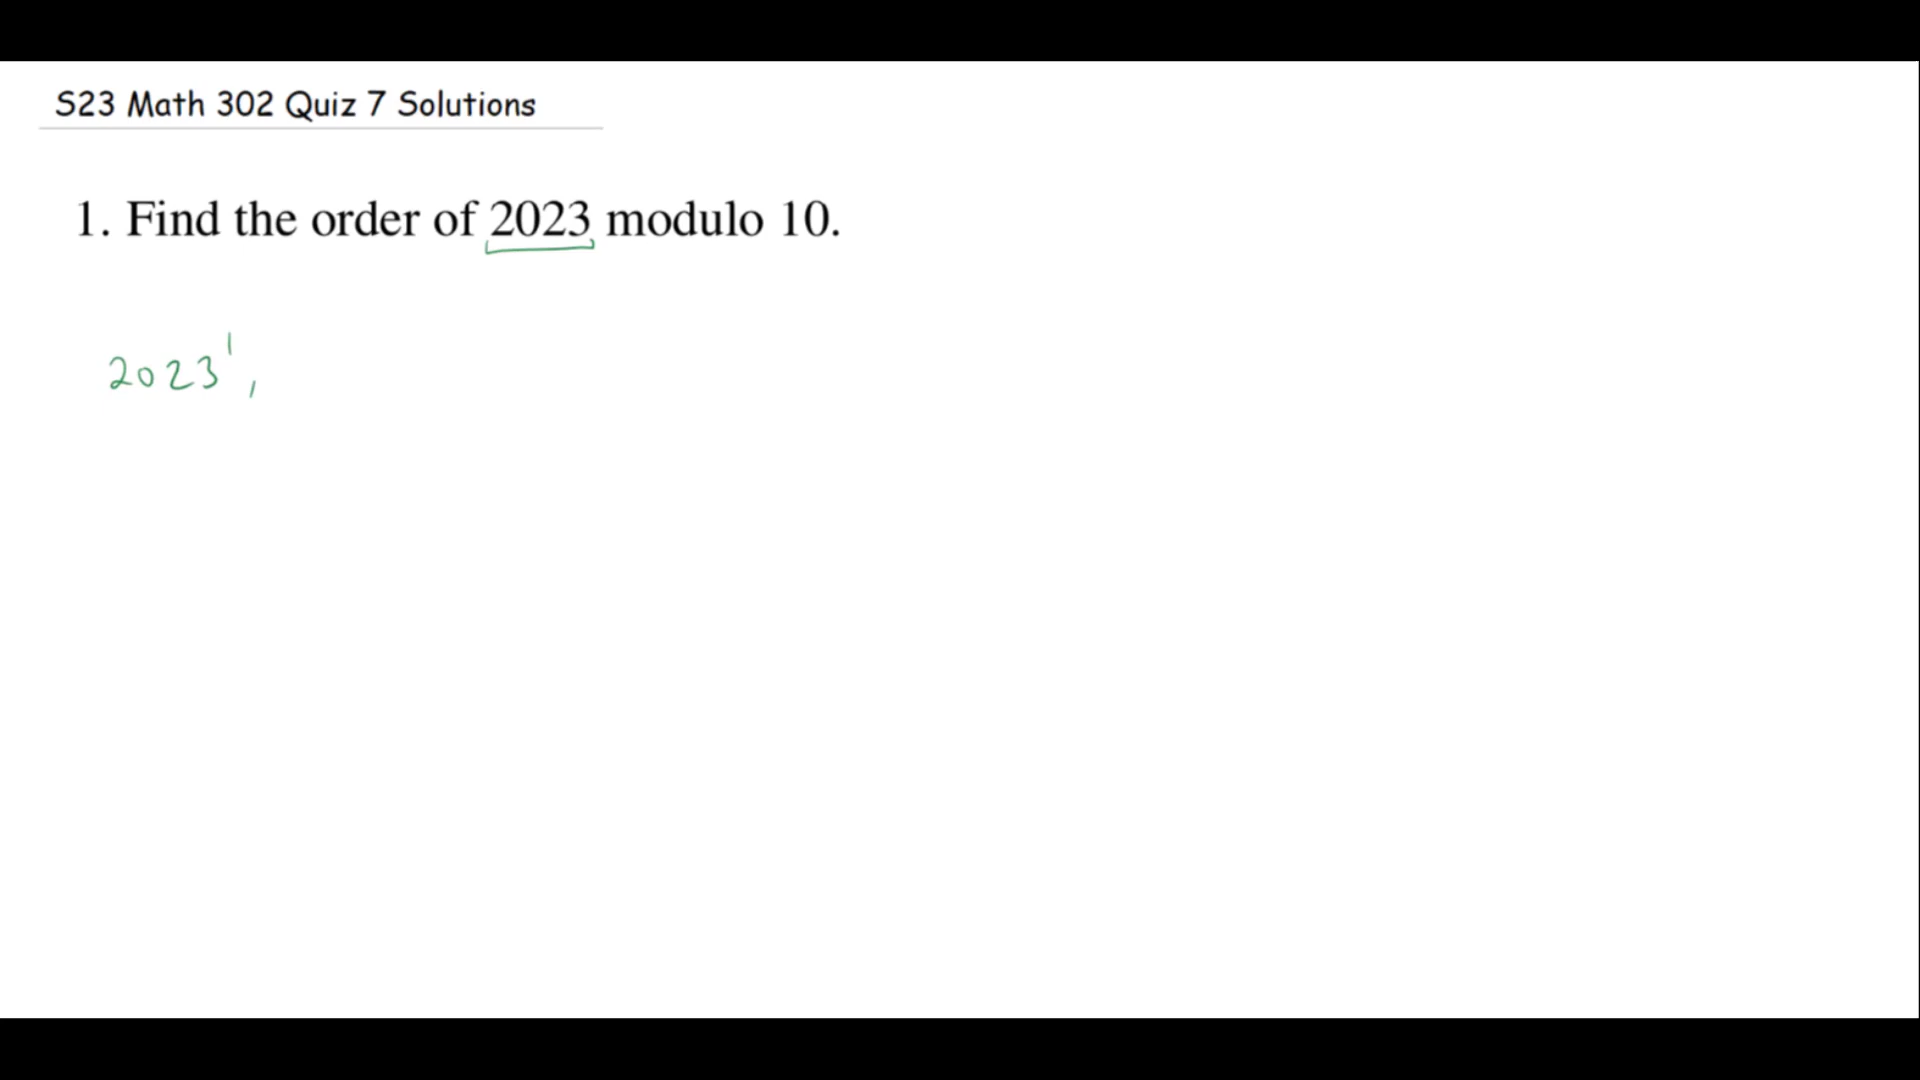 S23 Math 302 Quiz 7 Solutions
1. Find the order of 2023 modulo 10.
2023¹,